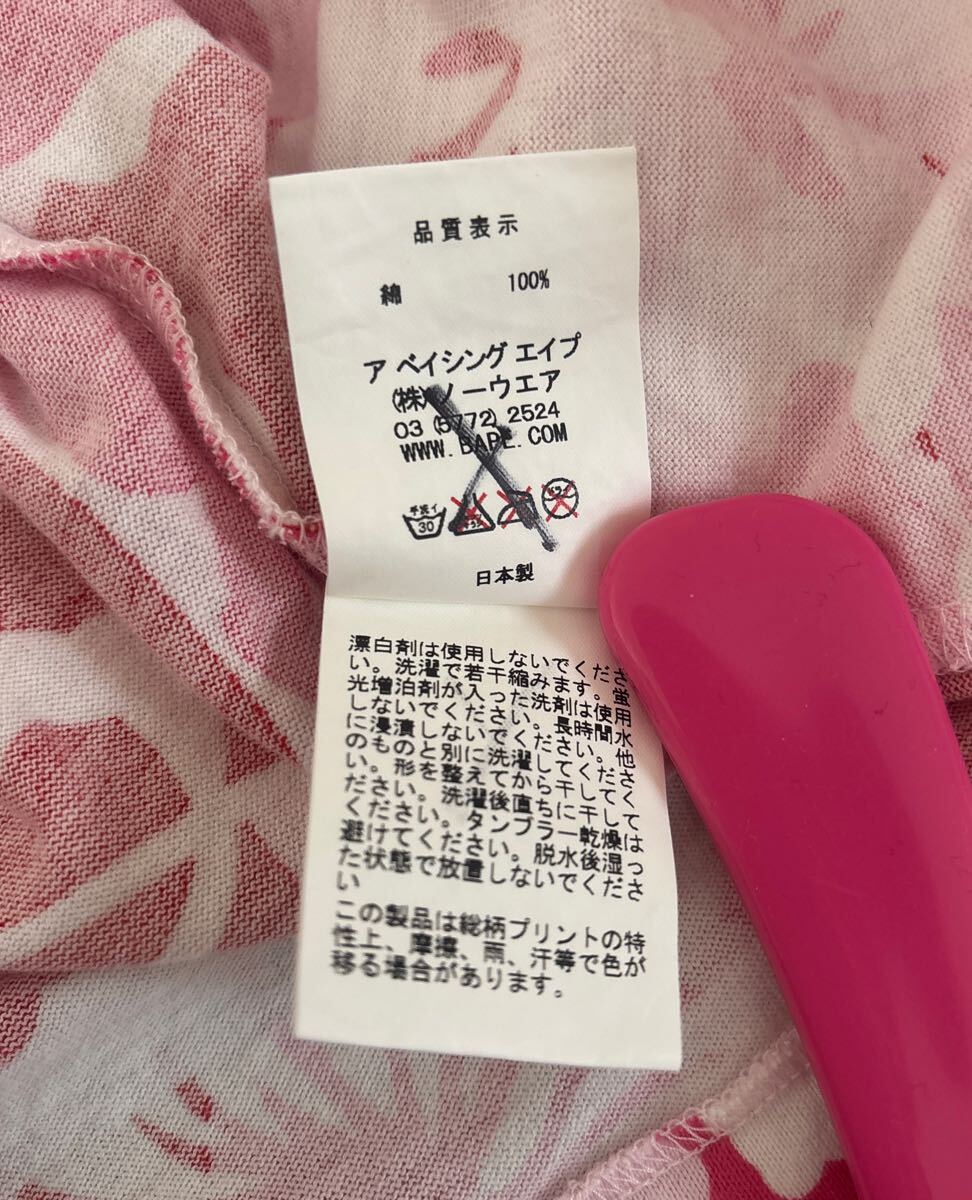 品質表示
綿 100%
ア ベイシング エイプ
(株)ノーウエア
03 (5772) 2524
WWW.BAPE.COM
手洗イ
30
日本製
漂白剤は使用しないでくださ
い。洗濯で若干縮みます。蛍
光増泊剤が入った洗剤は使用
しないでください。長時間水
に浸漬しないでください。他
のものと別に洗濯してくださ
い。形を整えてから干してく
ださい。洗濯後直ちに干して
ください。タンブラー乾燥は
避けてください。脱水後湿っ
た状態で放置しないでくださ
い
この製品は総柄プリントの特
性上、摩擦、雨、汗等で色が
移る場合があります。